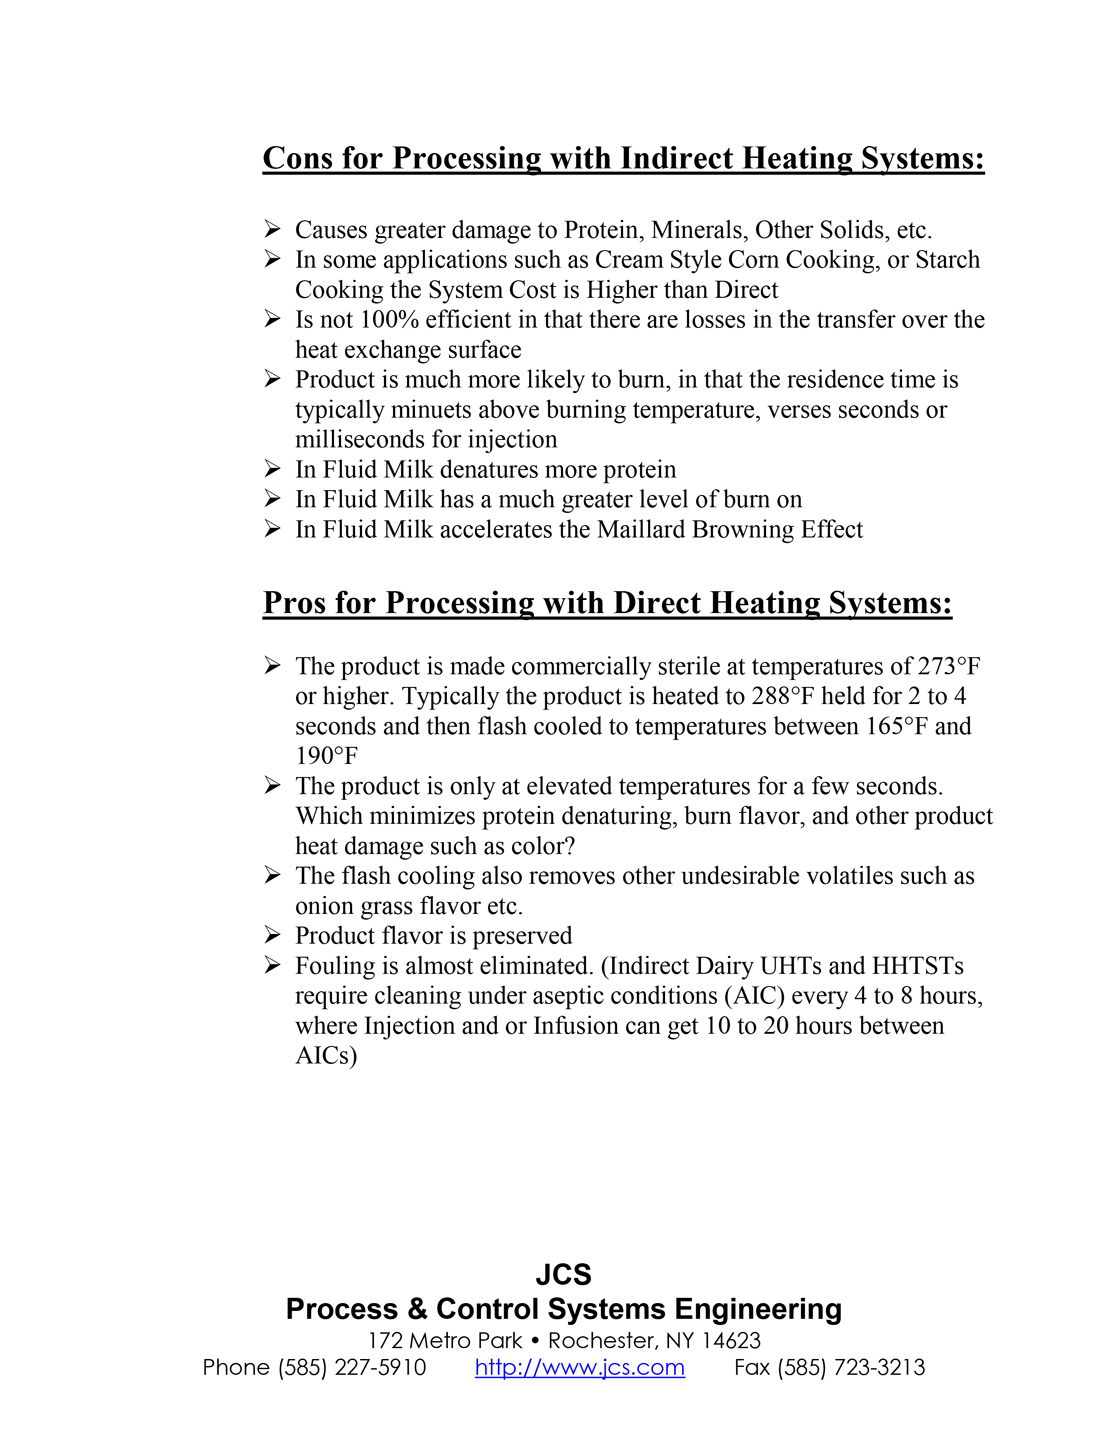 Cons for Processing with Indirect Heating Systems:
➢ Causes greater damage to Protein, Minerals, Other Solids, etc.
➢ In some applications such as Cream Style Corn Cooking, or Starch
Cooking the System Cost is Higher than Direct
➢ Is not 100% efficient in that there are losses in the transfer over the
heat exchange surface
➢ Product is much more likely to burn, in that the residence time is
typically minuets above burning temperature, verses seconds or
milliseconds for injection
➢ In Fluid Milk denatures more protein
➢ In Fluid Milk has a much greater level of burn on
➢ In Fluid Milk accelerates the Maillard Browning Effect
Pros for Processing with Direct Heating Systems:
➢ The product is made commercially sterile at temperatures of 273°F
or higher. Typically the product is heated to 288°F held for 2 to 4
seconds and then flash cooled to temperatures between 165°F and
190°F
➢ The product is only at elevated temperatures for a few seconds.
Which minimizes protein denaturing, burn flavor, and other product
heat damage such as color?
➢ The flash cooling also removes other undesirable volatiles such as
onion grass flavor etc.
➢ Product flavor is preserved
➢ Fouling is almost eliminated. (Indirect Dairy UHTs and HHTSTs
require cleaning under aseptic conditions (AIC) every 4 to 8 hours,
where Injection and or Infusion can get 10 to 20 hours between
AICs)
JCS
Process & Control Systems Engineering
172 Metro Park • Rochester, NY 14623
Phone (585) 227-5910 http://www.jcs.com Fax (585) 723-3213